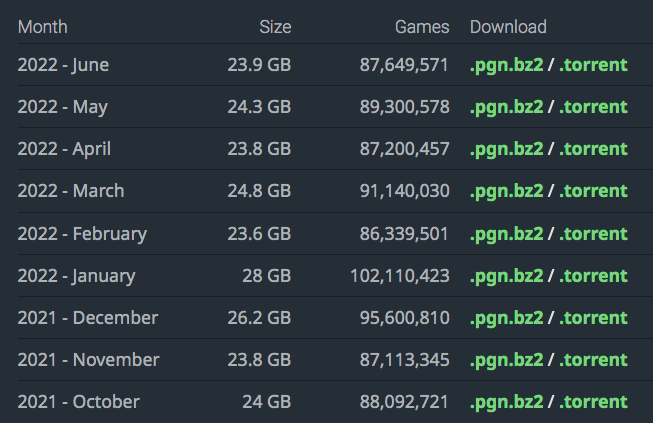 Month Size Games Download
2022 - June 23.9 GB 87,649,571 .pgn.bz2 / .torrent
2022 - May 24.3 GB 89,300,578 .pgn.bz2 / .torrent
2022 - April 23.8 GB 87,200,457 .pgn.bz2 / .torrent
2022 - March 24.8 GB 91,140,030 .pgn.bz2 / .torrent
2022 - February 23.6 GB 86,339,501 .pgn.bz2 / .torrent
2022 - January 28 GB 102,110,423 .pgn.bz2 / .torrent
2021 - December 26.2 GB 95,600,810 .pgn.bz2 / .torrent
2021 - November 23.8 GB 87,113,345 .pgn.bz2 / .torrent
2021 - October 24 GB 88,092,721 .pgn.bz2 / .torrent